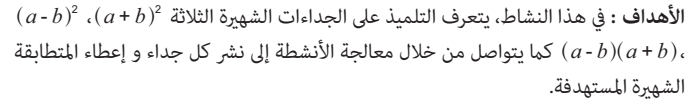 الأهداف : في هذا النشاط، يتعرف التلميذ على الجداءات الشهيرة الثلاثة (a + b)²، (a - b)²
، (a - b)(a + b) كما يتواصل من خلال معالجة الأنشطة إلى نشر كل جداء و إعطاء المتطابقة
الشهيرة المستهدفة.